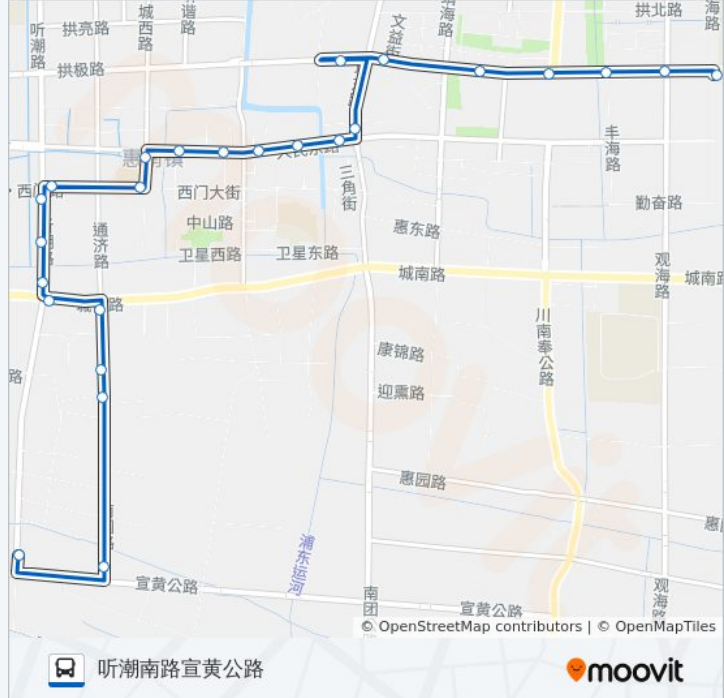 听潮路
拱亮路
城西路
谐路
文益街
海路
拱北路
海路
拱极路
丰海路
惠南镇
人民东路
西门大街
三角街
勤奋路
中山路
惠东路
通济路
卫星西路
卫星东路
城南路
观海路
城南路
川南奉公路
路
康锦路
迎熏路
惠园路
惠
浦东运河
宣黄公路
南团
宣黄公路
观海
© OpenStreetMap contributors | © OpenMapTiles
听潮南路宣黄公路
moovit